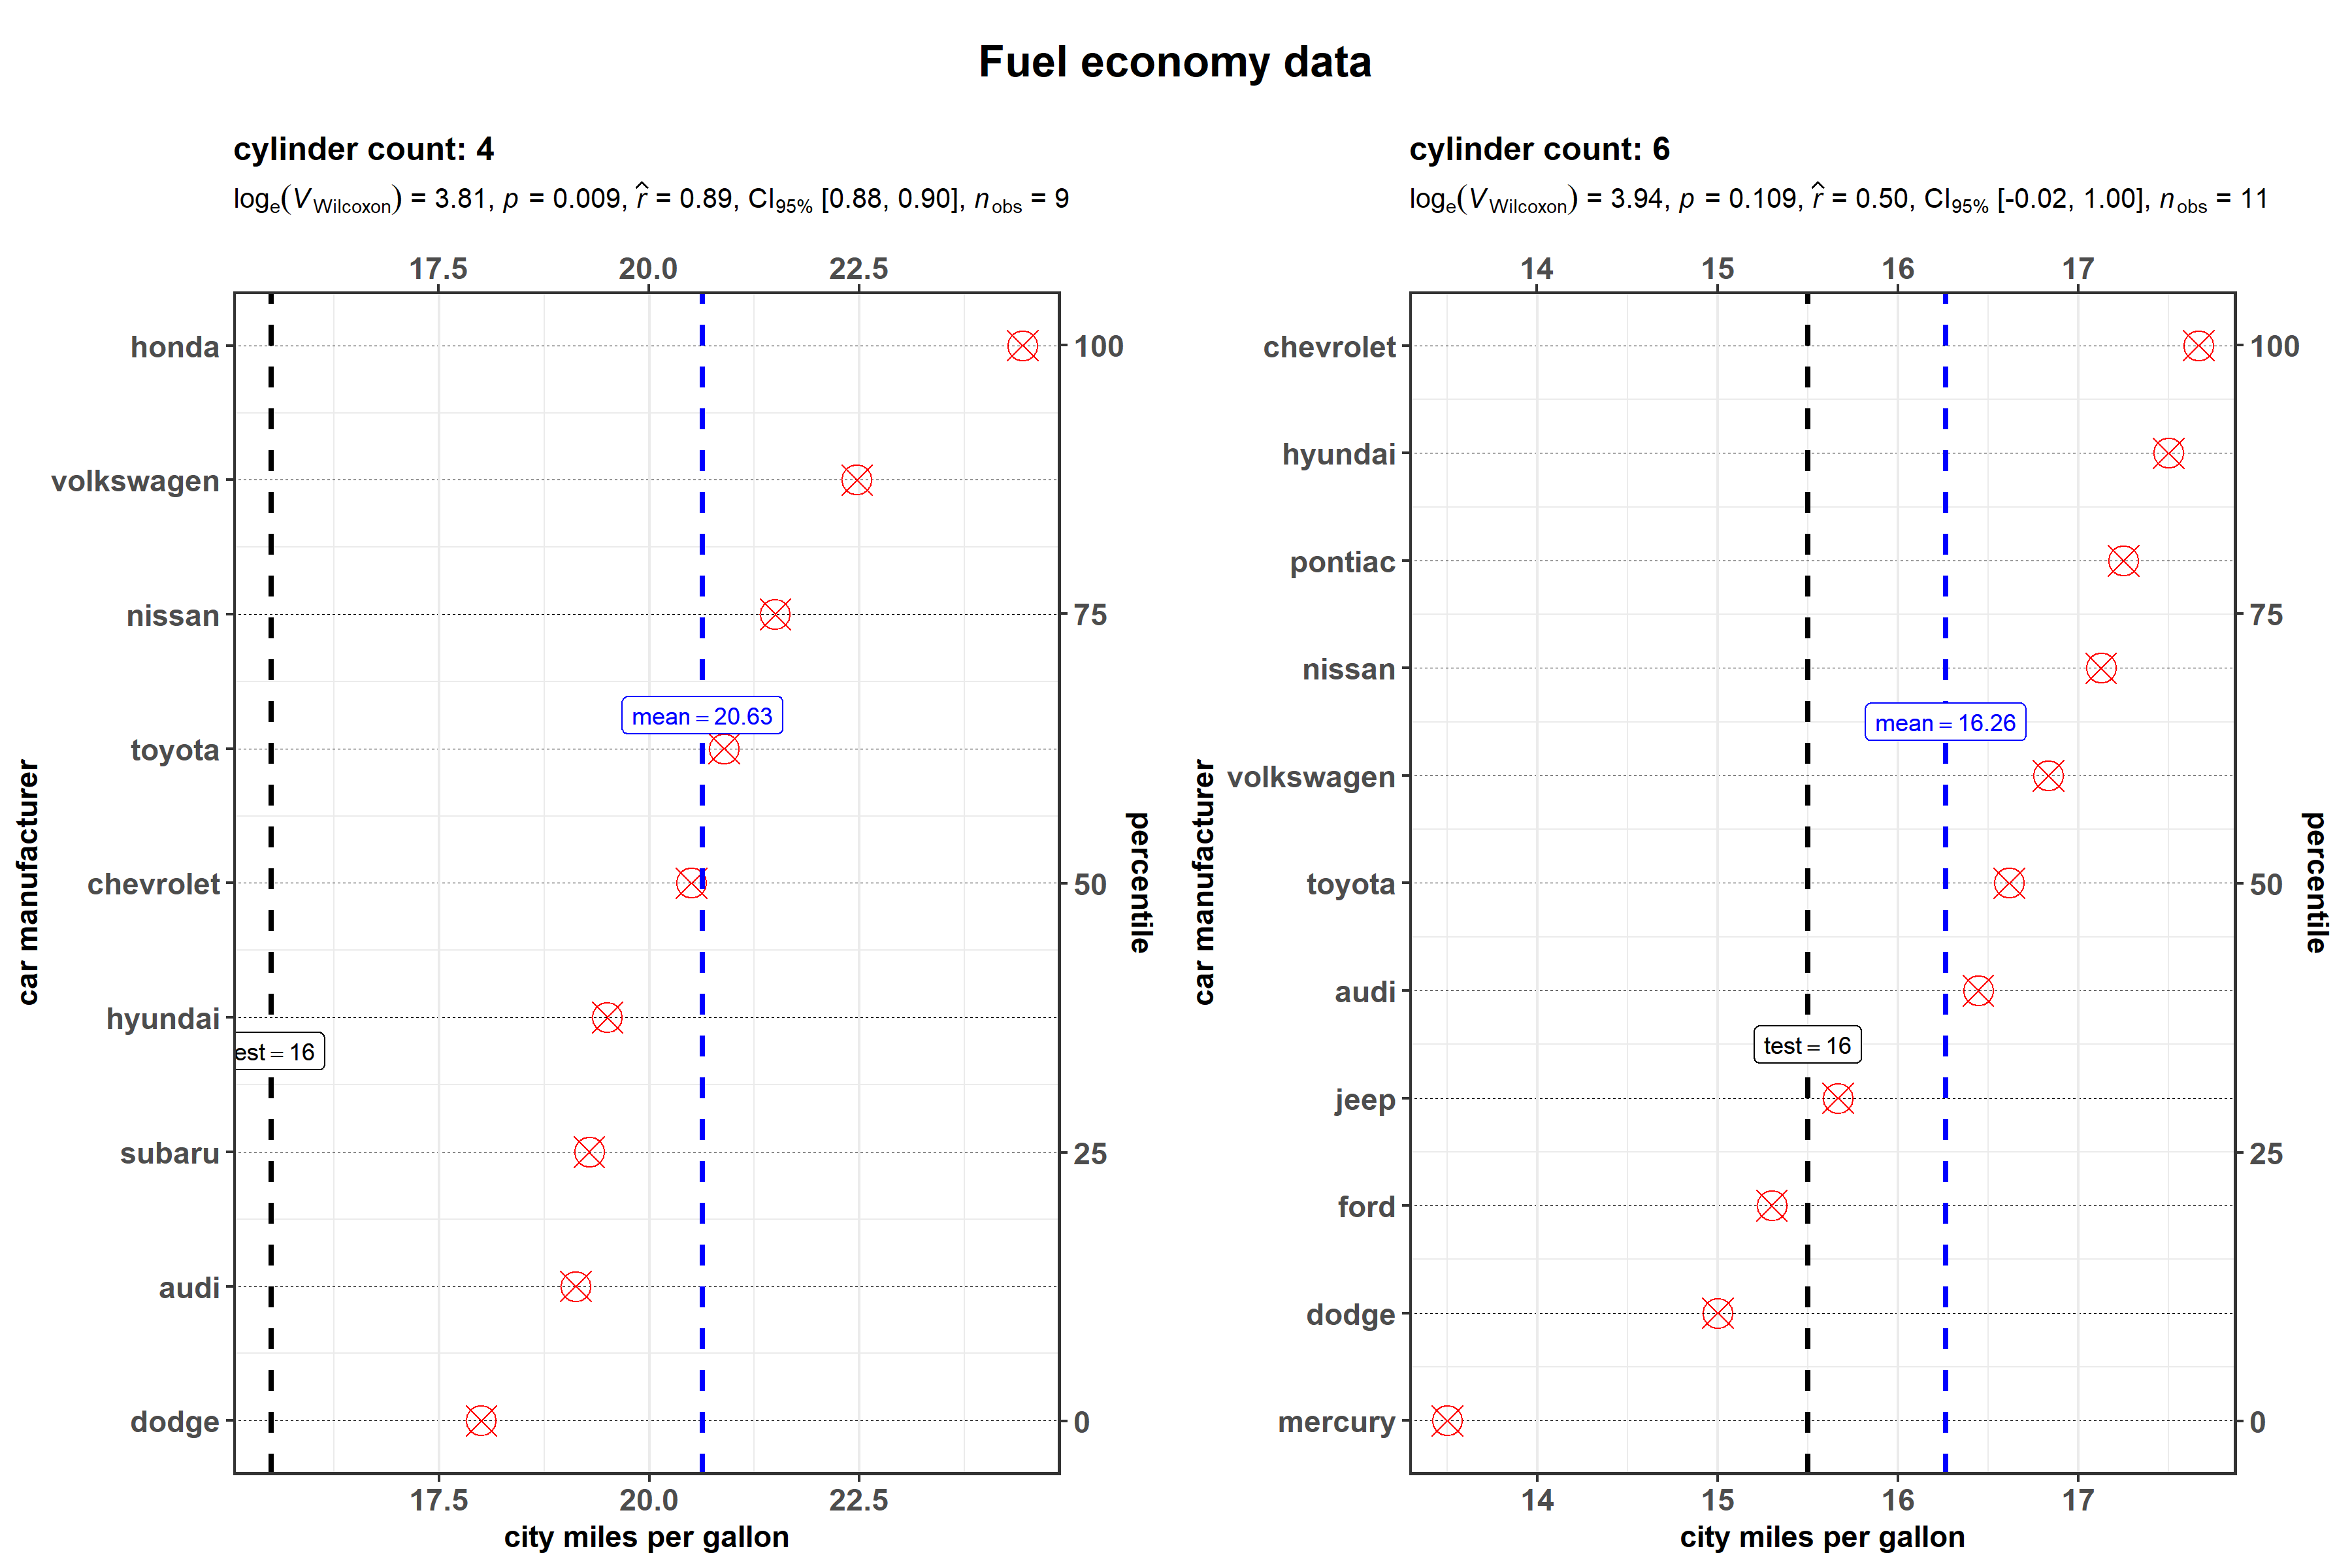 Fuel economy data
cylinder count: 4
logₑ(V Wilcoxon) = 3.81, p = 0.009, r̂ = 0.89, CI95% [0.88, 0.90], n obs = 9
17.5 20.0 22.5
honda
volkswagen
nissan
toyota
chevrolet
hyundai
subaru
audi
dodge
car manufacturer
mean = 20.63
est = 16
100
75
50
25
0
percentile
17.5 20.0 22.5
city miles per gallon
cylinder count: 6
logₑ(V Wilcoxon) = 3.94, p = 0.109, r̂ = 0.50, CI95% [-0.02, 1.00], n obs = 11
14 15 16 17
chevrolet
hyundai
pontiac
nissan
volkswagen
toyota
audi
jeep
ford
dodge
mercury
car manufacturer
mean = 16.26
test = 16
100
75
50
25
0
percentile
14 15 16 17
city miles per gallon